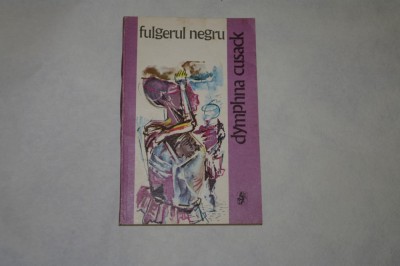 fulgerul negru
dymphna cusack